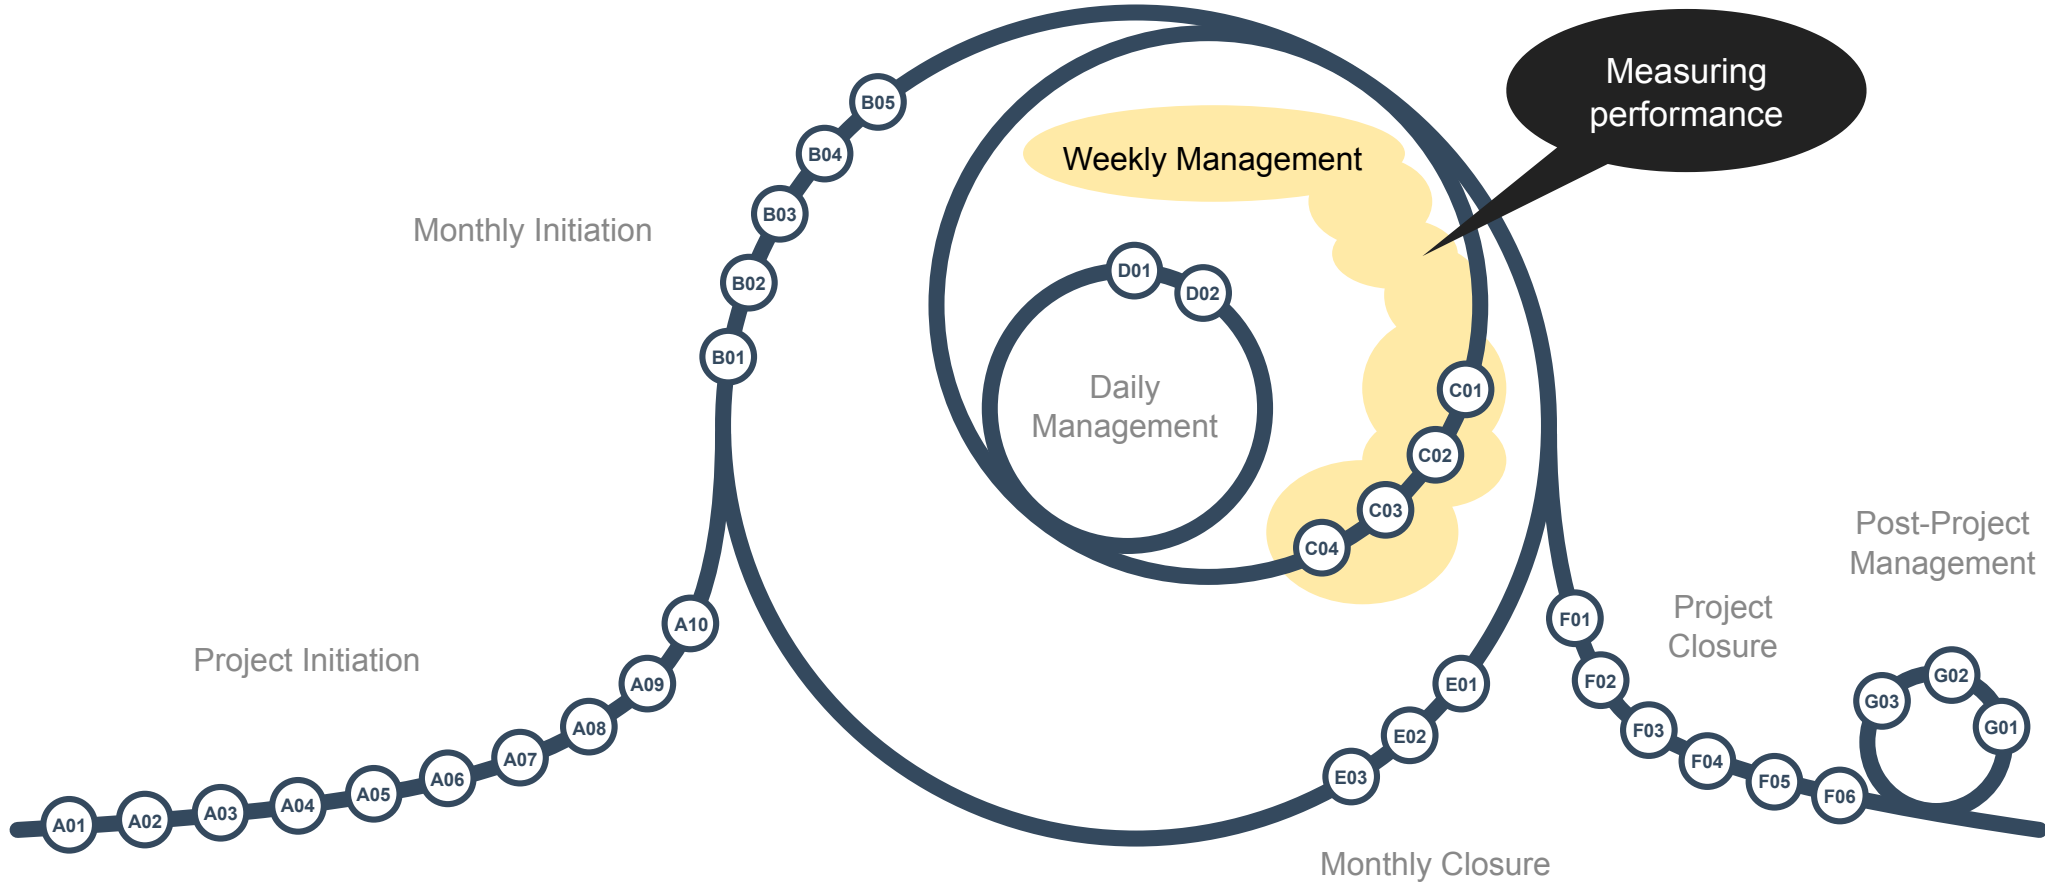 Measuring
performance
Weekly Management
Monthly Initiation
Daily
Management
Project Initiation
Post-Project
Management
Project
Closure
Monthly Closure
A01
A02
A03
A04
A05
A06
A07
A08
A09
A10
B01
B02
B03
B04
B05
D01
D02
C01
C02
C03
C04
E01
E02
E03
F01
F02
F03
F04
F05
F06
G03
G02
G01